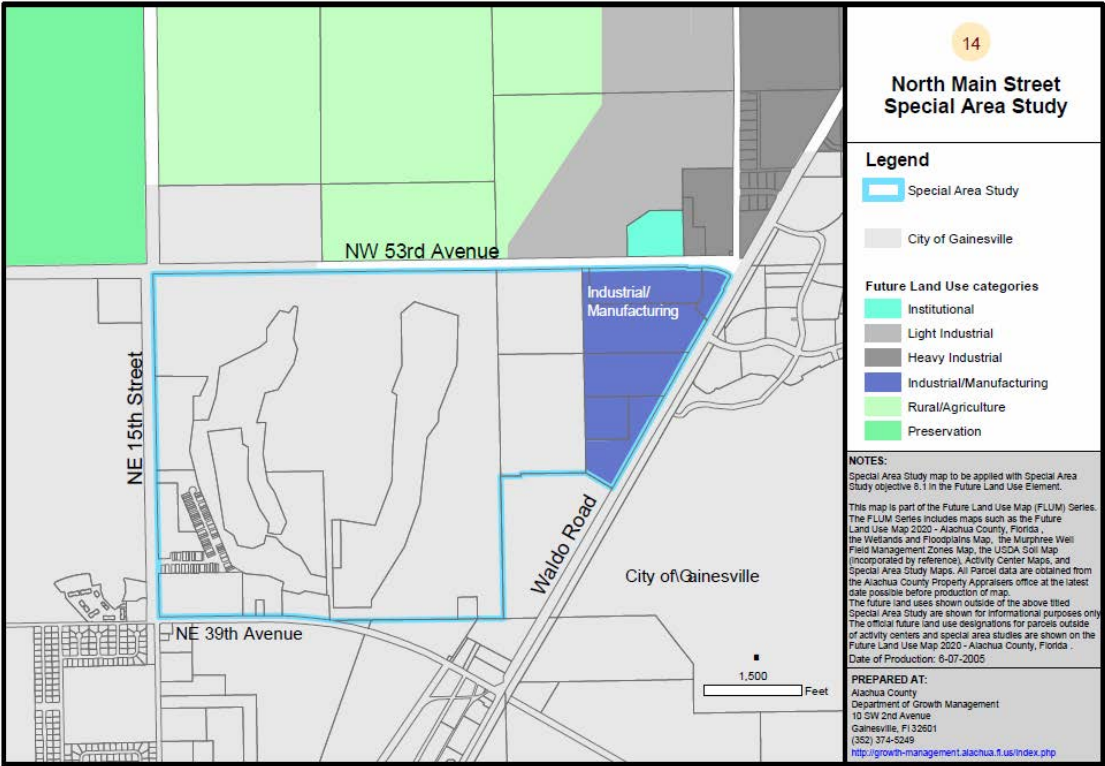 14
North Main Street
Special Area Study
Legend
Special Area Study
City of Gainesville
Future Land Use categories
Institutional
Light Industrial
Heavy Industrial
Industrial/Manufacturing
Rural/Agriculture
Preservation
NOTES:
Special Area Study map to be applied with Special Area
Study objective 8.1 in the Future Land Use Element.
This map is part of the Future Land Use Map (FLUM) Series.
The FLUM Series includes maps such as the Future
Land Use Map 2020 - Alachua County, Florida ,
the Wetlands and Floodplains Map, the Murphree Well
Field Management Zones Map, the USDA Soil Map
(incorporated by reference), Activity Center Maps, and
Special Area Study Maps. All Parcel data are obtained from
the Alachua County Property Appraisers office at the latest
date possible before production of map.
The future land uses shown outside of the above titled
Special Area Study are shown for informational purposes only
The official future land use designations for parcels outside
of activity centers and special area studies are shown on the
Future Land Use Map 2020 - Alachua County, Florida .
Date of Production: 6-07-2005
PREPARED AT:
Alachua County
Department of Growth Management
10 SW 2nd Avenue
Gainesville, Fl 32601
(352) 374-5249
http://growth-management.alachua.fl.us/index.php
NW 53rd Avenue
Industrial/
Manufacturing
NE 15th Street
Waldo Road
City of Gainesville
NE 39th Avenue
1,500
Feet